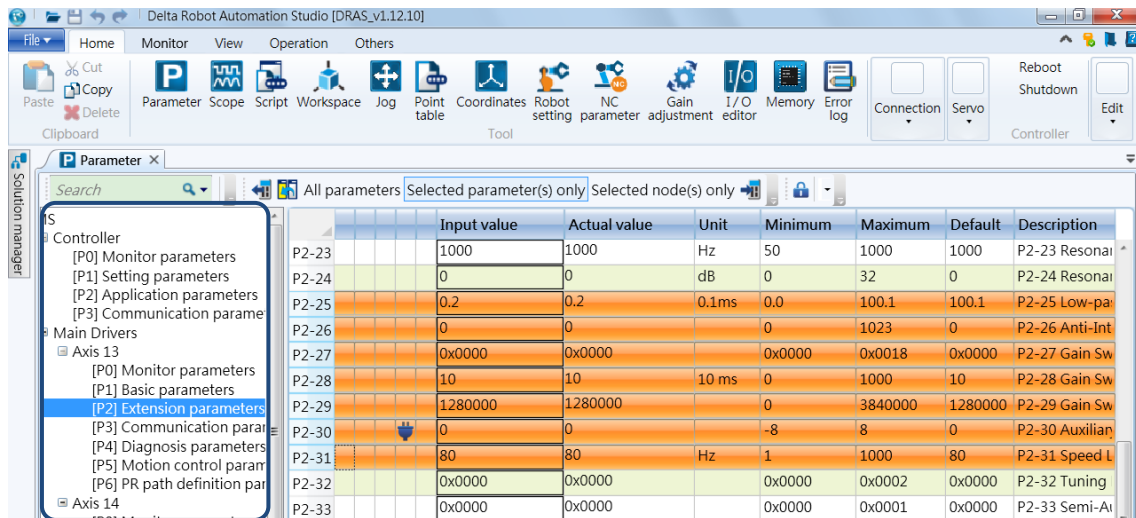 Delta Robot Automation Studio [DRAS_v1.12.10]
File Home Monitor View Operation Others
Cut
Copy
Delete
Paste
Clipboard
Parameter Scope Script Workspace Jog Point table Coordinates Robot setting NC parameter Gain adjustment I/O editor Memory Error log
Tool
Connection Servo
Reboot
Shutdown
Controller
Edit
Solution manager
Parameter
Search All parameters Selected parameter(s) only Selected node(s) only
MS
Controller
[P0] Monitor parameters
[P1] Setting parameters
[P2] Application parameters
[P3] Communication parame
Main Drivers
Axis 13
[P0] Monitor parameters
[P1] Basic parameters
[P2] Extension parameters
[P3] Communication param
[P4] Diagnosis parameters
[P5] Motion control param
[P6] PR path definition par
Axis 14
Input value Actual value Unit Minimum Maximum Default Description
P2-23 1000 1000 Hz 50 1000 1000 P2-23 Resonan
P2-24 0 0 dB 0 32 0 P2-24 Resonan
P2-25 0.2 0.2 0.1ms 0.0 100.1 100.1 P2-25 Low-pas
P2-26 0 0 0 1023 0 P2-26 Anti-Int
P2-27 0x0000 0x0000 0x0000 0x0018 0x0000 P2-27 Gain Sw
P2-28 10 10 10 ms 0 1000 10 P2-28 Gain Sw
P2-29 1280000 1280000 0 3840000 1280000 P2-29 Gain Sw
P2-30 0 0 -8 8 0 P2-30 Auxiliary
P2-31 80 80 Hz 1 1000 80 P2-31 Speed L
P2-32 0x0000 0x0000 0x0000 0x0002 0x0000 P2-32 Tuning
P2-33 0x0000 0x0000 0x0000 0x0001 0x0000 P2-33 Semi-Au